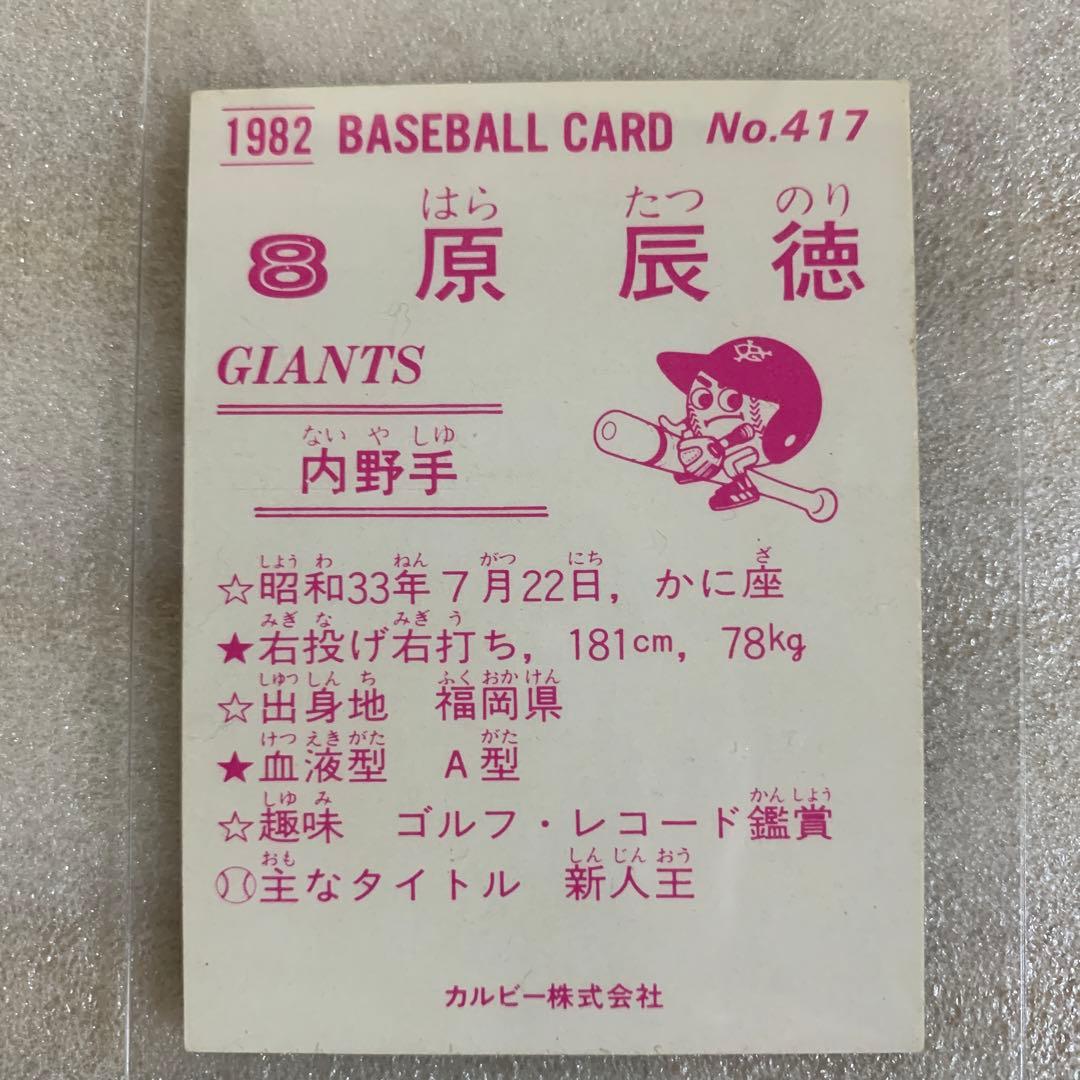 1982 BASEBALL CARD No.417
はら たつ のり
8 原 辰 徳
GIANTS
ない や しゆ
内野手
しよう わ ねん がつ にち ざ
☆昭和33年7月22日, かに座
みぎ な みぎ う
★右投げ右打ち, 181cm, 78kg
しゆつ しん ち ふく おか けん
☆出身地 福岡県
けつ えき がた がた
★血液型 A型
しゆ み かん しよう
☆趣味 ゴルフ・レコード鑑賞
おも しん じん おう
主なタイトル 新人王
カルビー株式会社